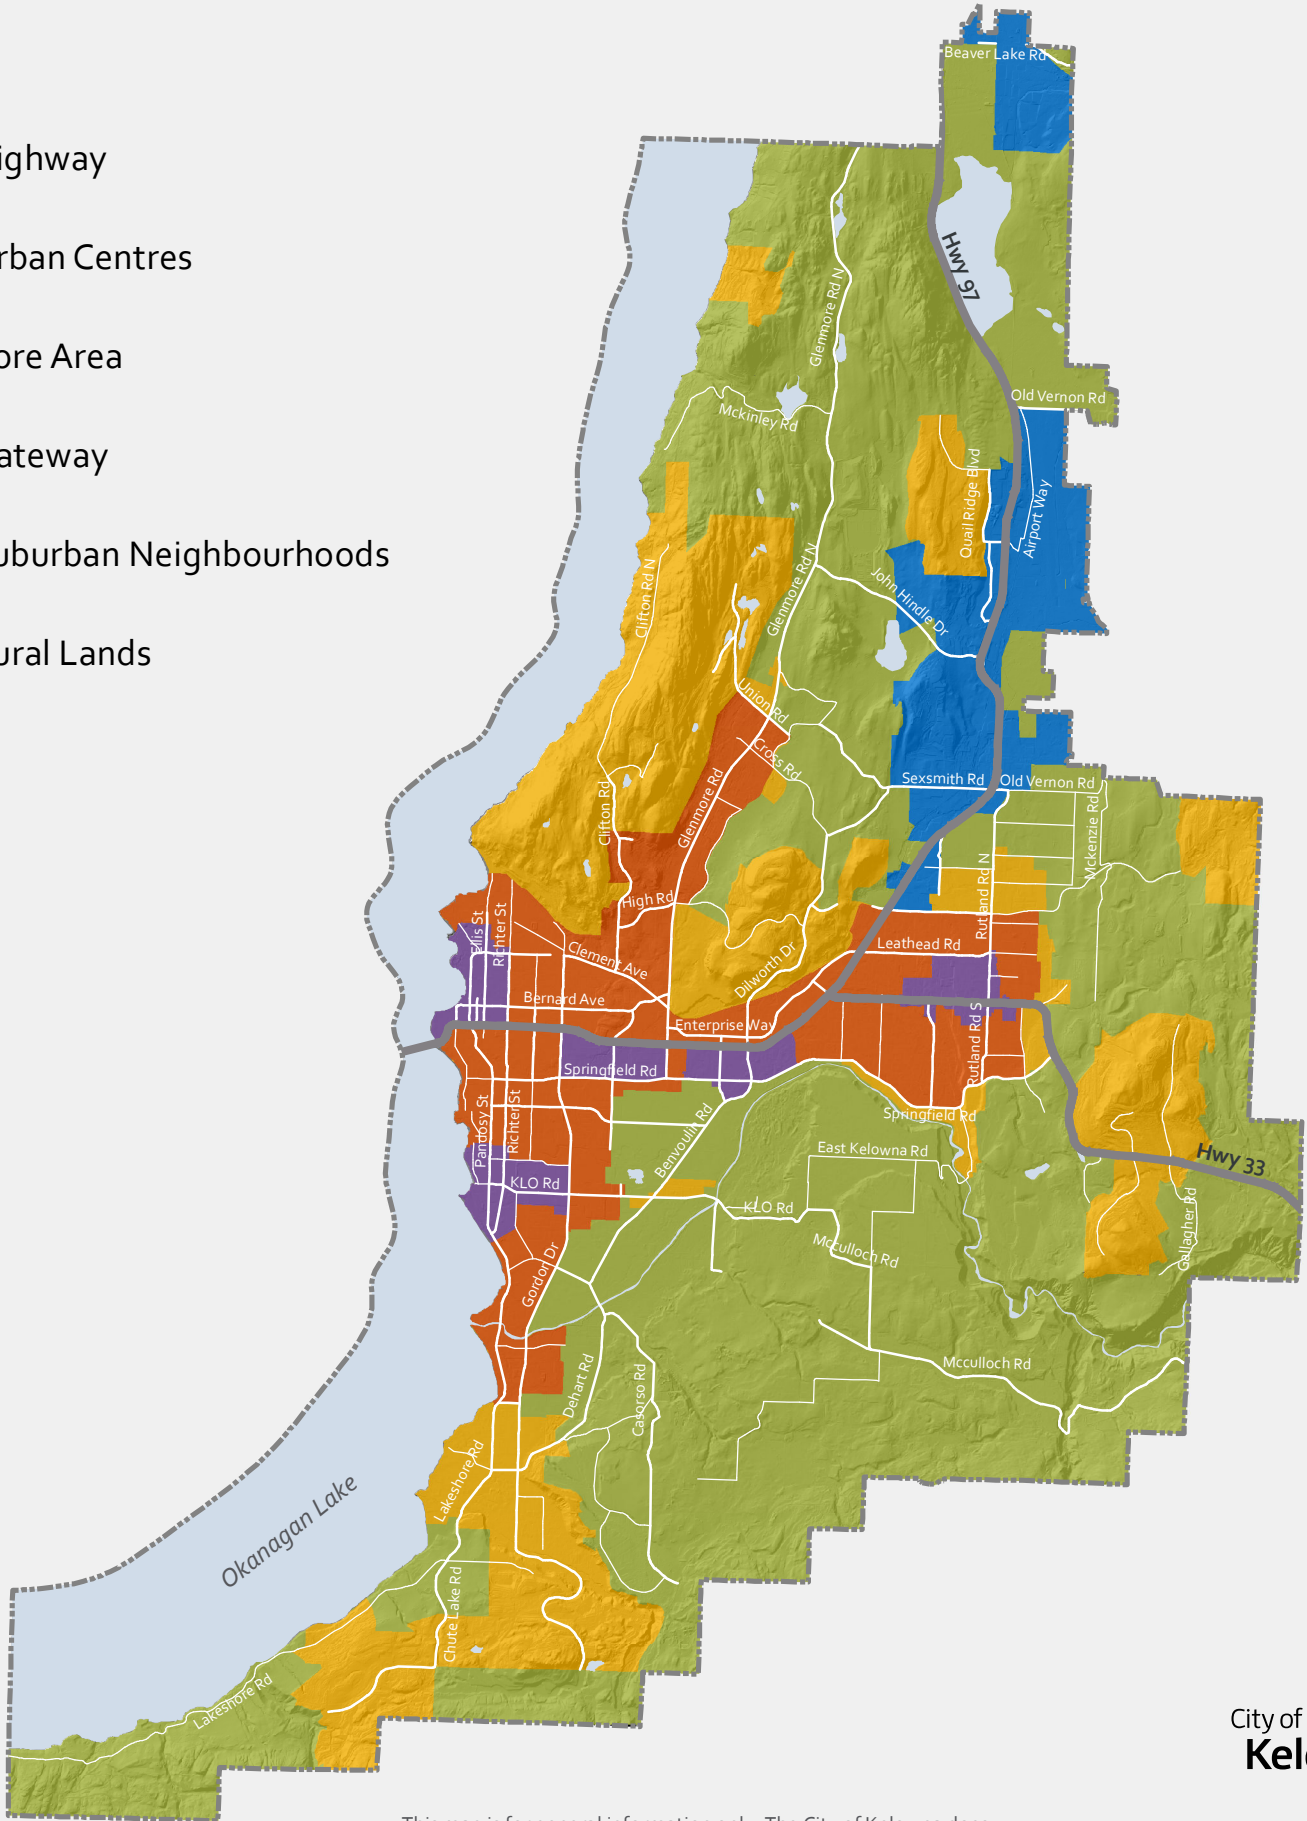 Beaver Lake Rd
ighway
rban Centres
Hwy 97
Glenmore Rd N
ore Area
Old Vernon Rd
Mckinley Rd
ateway
Quail Ridge Blvd
Airport Way
uburban Neighbourhoods
Clifton Rd N
Glenmore Rd N
John Hindle Dr
ural Lands
Union Rd
Cross Rd
Sexsmith Rd
Old Vernon Rd
Clifton Rd
Glenmore Rd
Mckenzie Rd
Rutland Rd N
High Rd
Ellis St
Richter St
Leathead Rd
Clement Ave
Dilworth Dr
Bernard Ave
Enterprise Way
Rutland Rd S
Springfield Rd
Pandosy St
Richter St
Benvoulin Rd
Springfield Rd
East Kelowna Rd
Hwy 33
KLO Rd
KLO Rd
Gallagher Rd
Mcculloch Rd
Gordon Dr
Mcculloch Rd
Dehart Rd
Casorso Rd
Lakeshore Rd
Okanagan Lake
Chute Lake Rd
Lakeshore Rd
City of
Kel